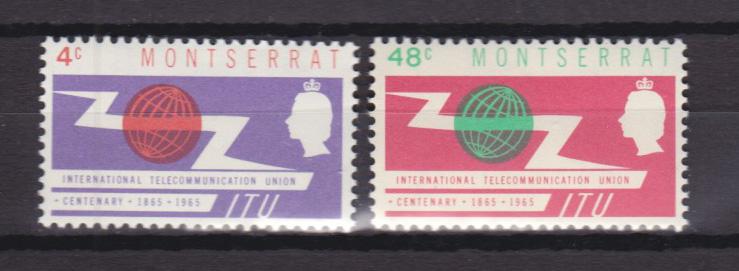 4c MONTSERRAT
INTERNATIONAL TELECOMMUNICATION UNION
• CENTENARY • 1865 • 1965 ITU
48c MONTSERRAT
INTERNATIONAL TELECOMMUNICATION UNION
• CENTENARY • 1865 • 1965 ITU